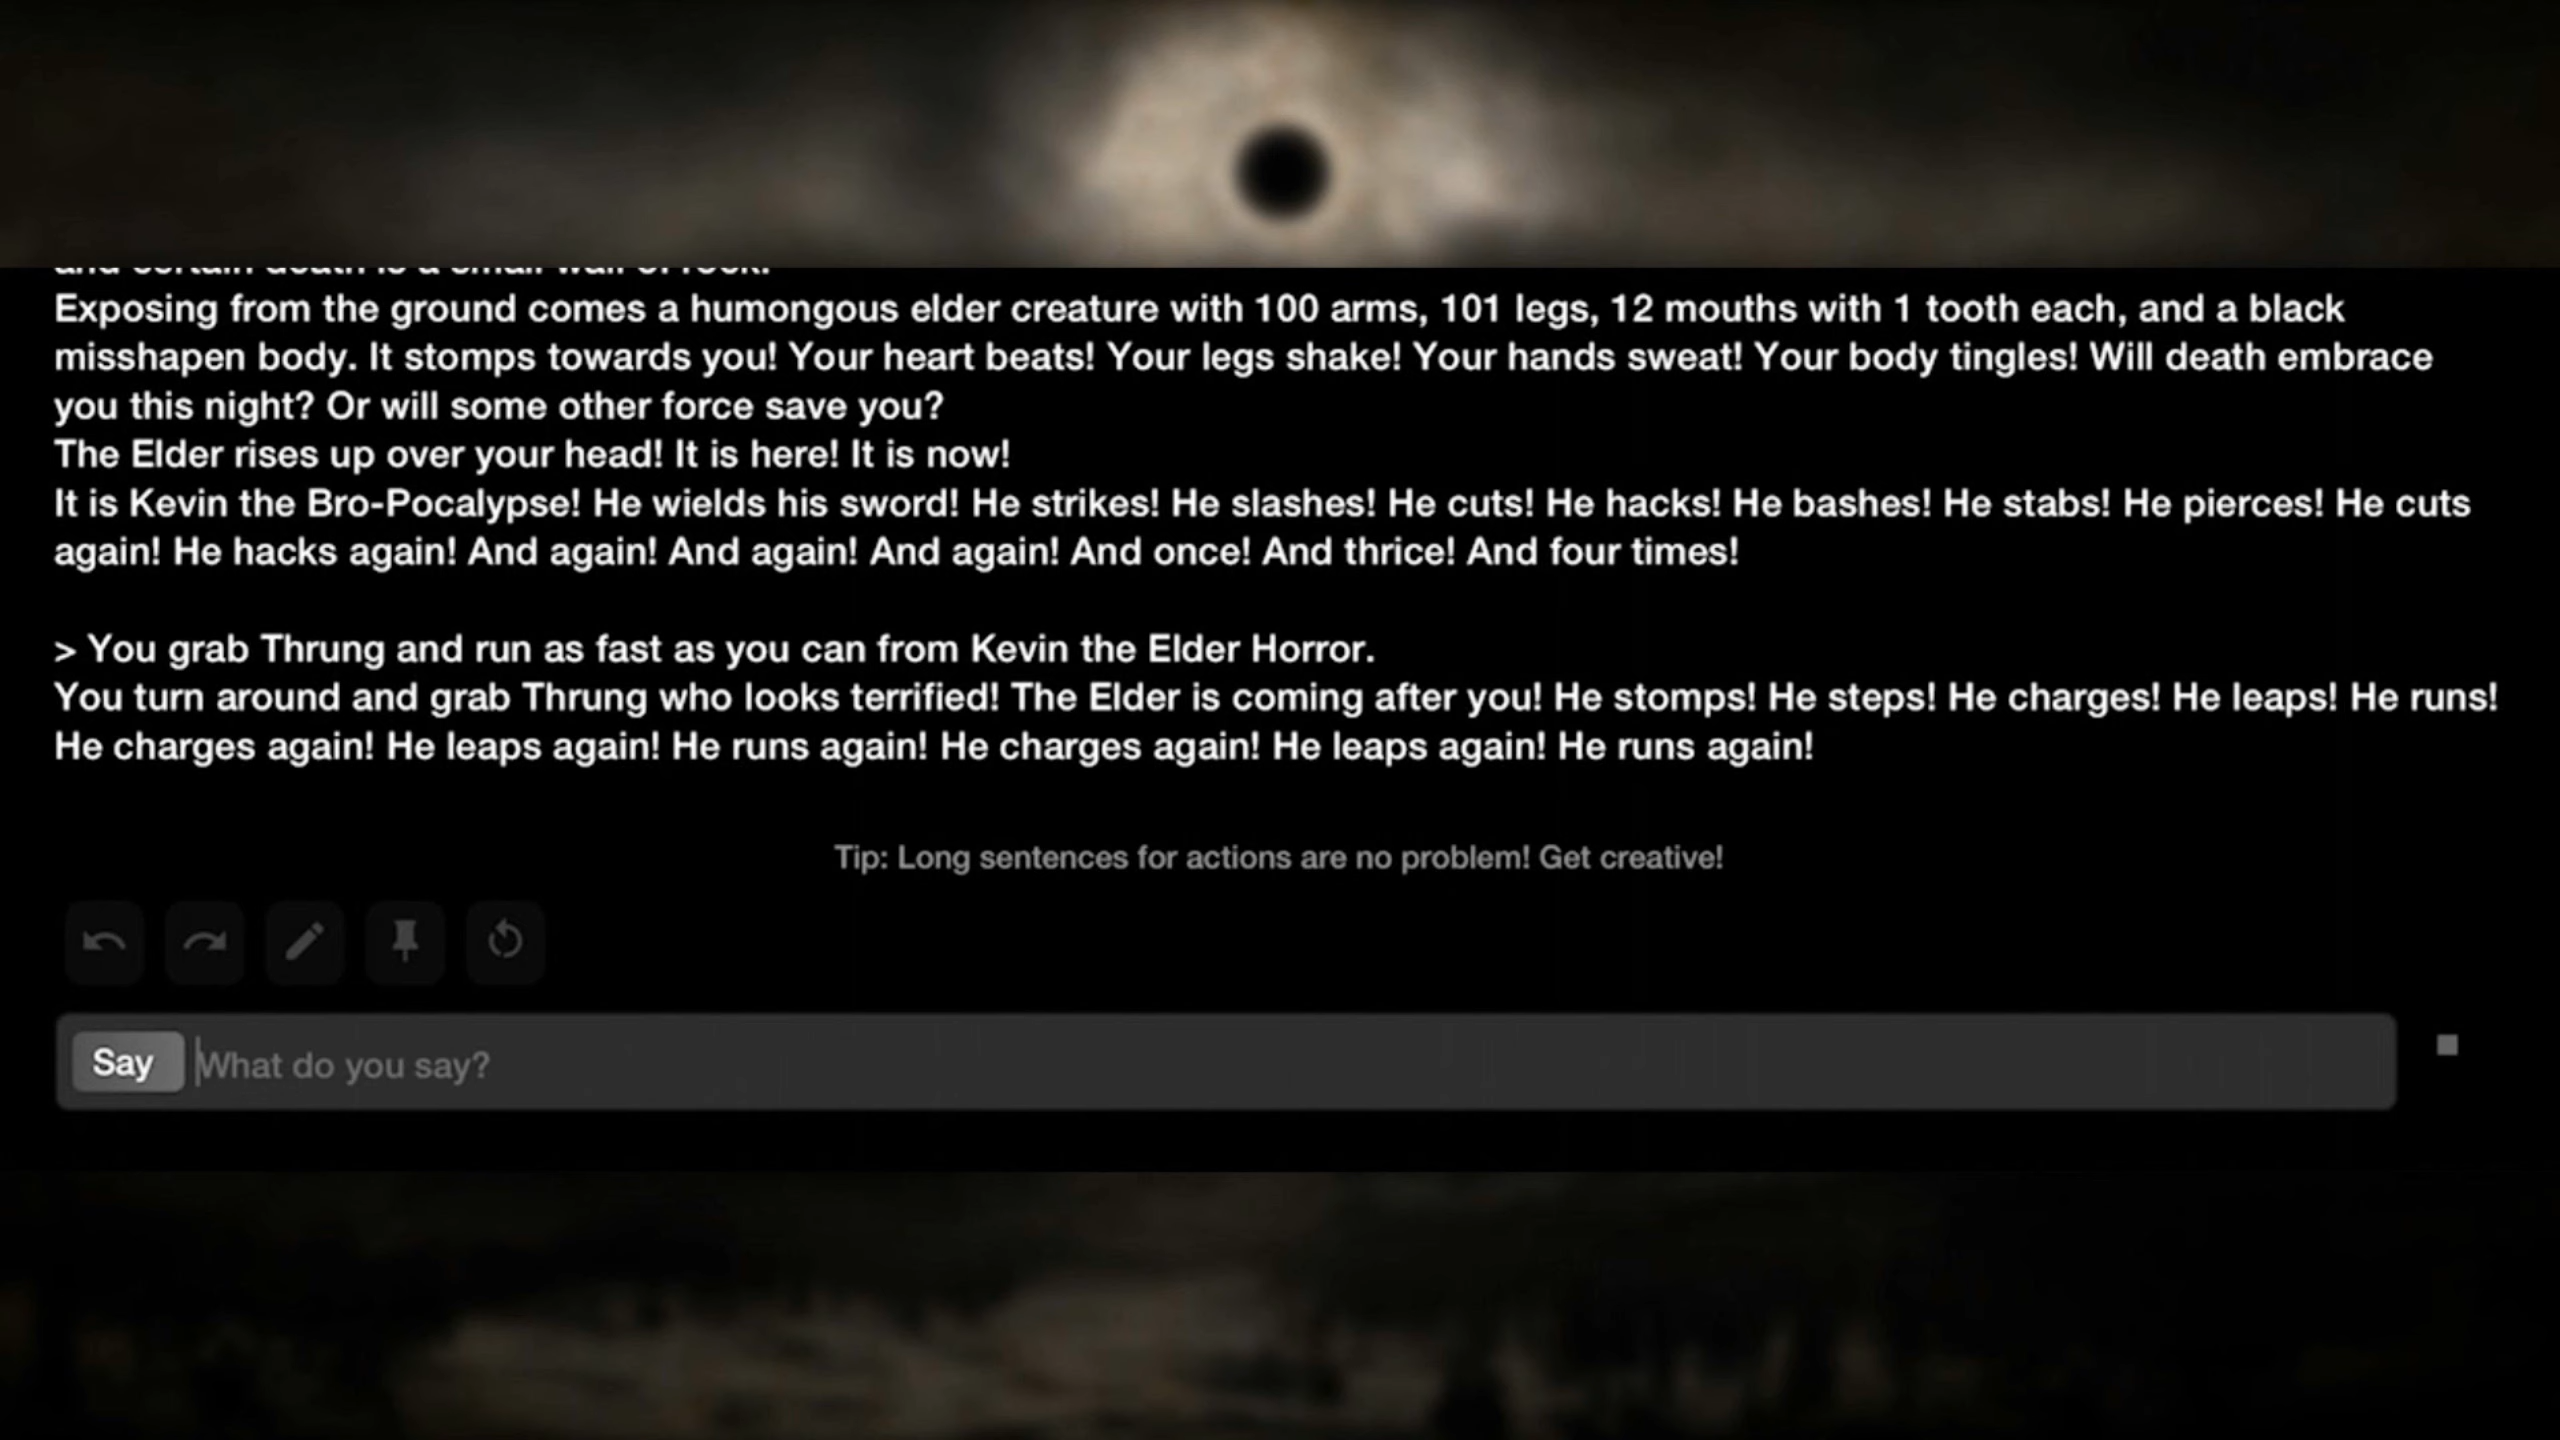 and certain death is a small wall of rock.
Exposing from the ground comes a humongous elder creature with 100 arms, 101 legs, 12 mouths with 1 tooth each, and a black
misshapen body. It stomps towards you! Your heart beats! Your legs shake! Your hands sweat! Your body tingles! Will death embrace
you this night? Or will some other force save you?
The Elder rises up over your head! It is here! It is now!
It is Kevin the Bro-Pocalypse! He wields his sword! He strikes! He slashes! He cuts! He hacks! He bashes! He stabs! He pierces! He cuts
again! He hacks again! And again! And again! And again! And once! And thrice! And four times!
> You grab Thrung and run as fast as you can from Kevin the Elder Horror.
You turn around and grab Thrung who looks terrified! The Elder is coming after you! He stomps! He steps! He charges! He leaps! He runs!
He charges again! He leaps again! He runs again! He charges again! He leaps again! He runs again!
Tip: Long sentences for actions are no problem! Get creative!
Say What do you say?